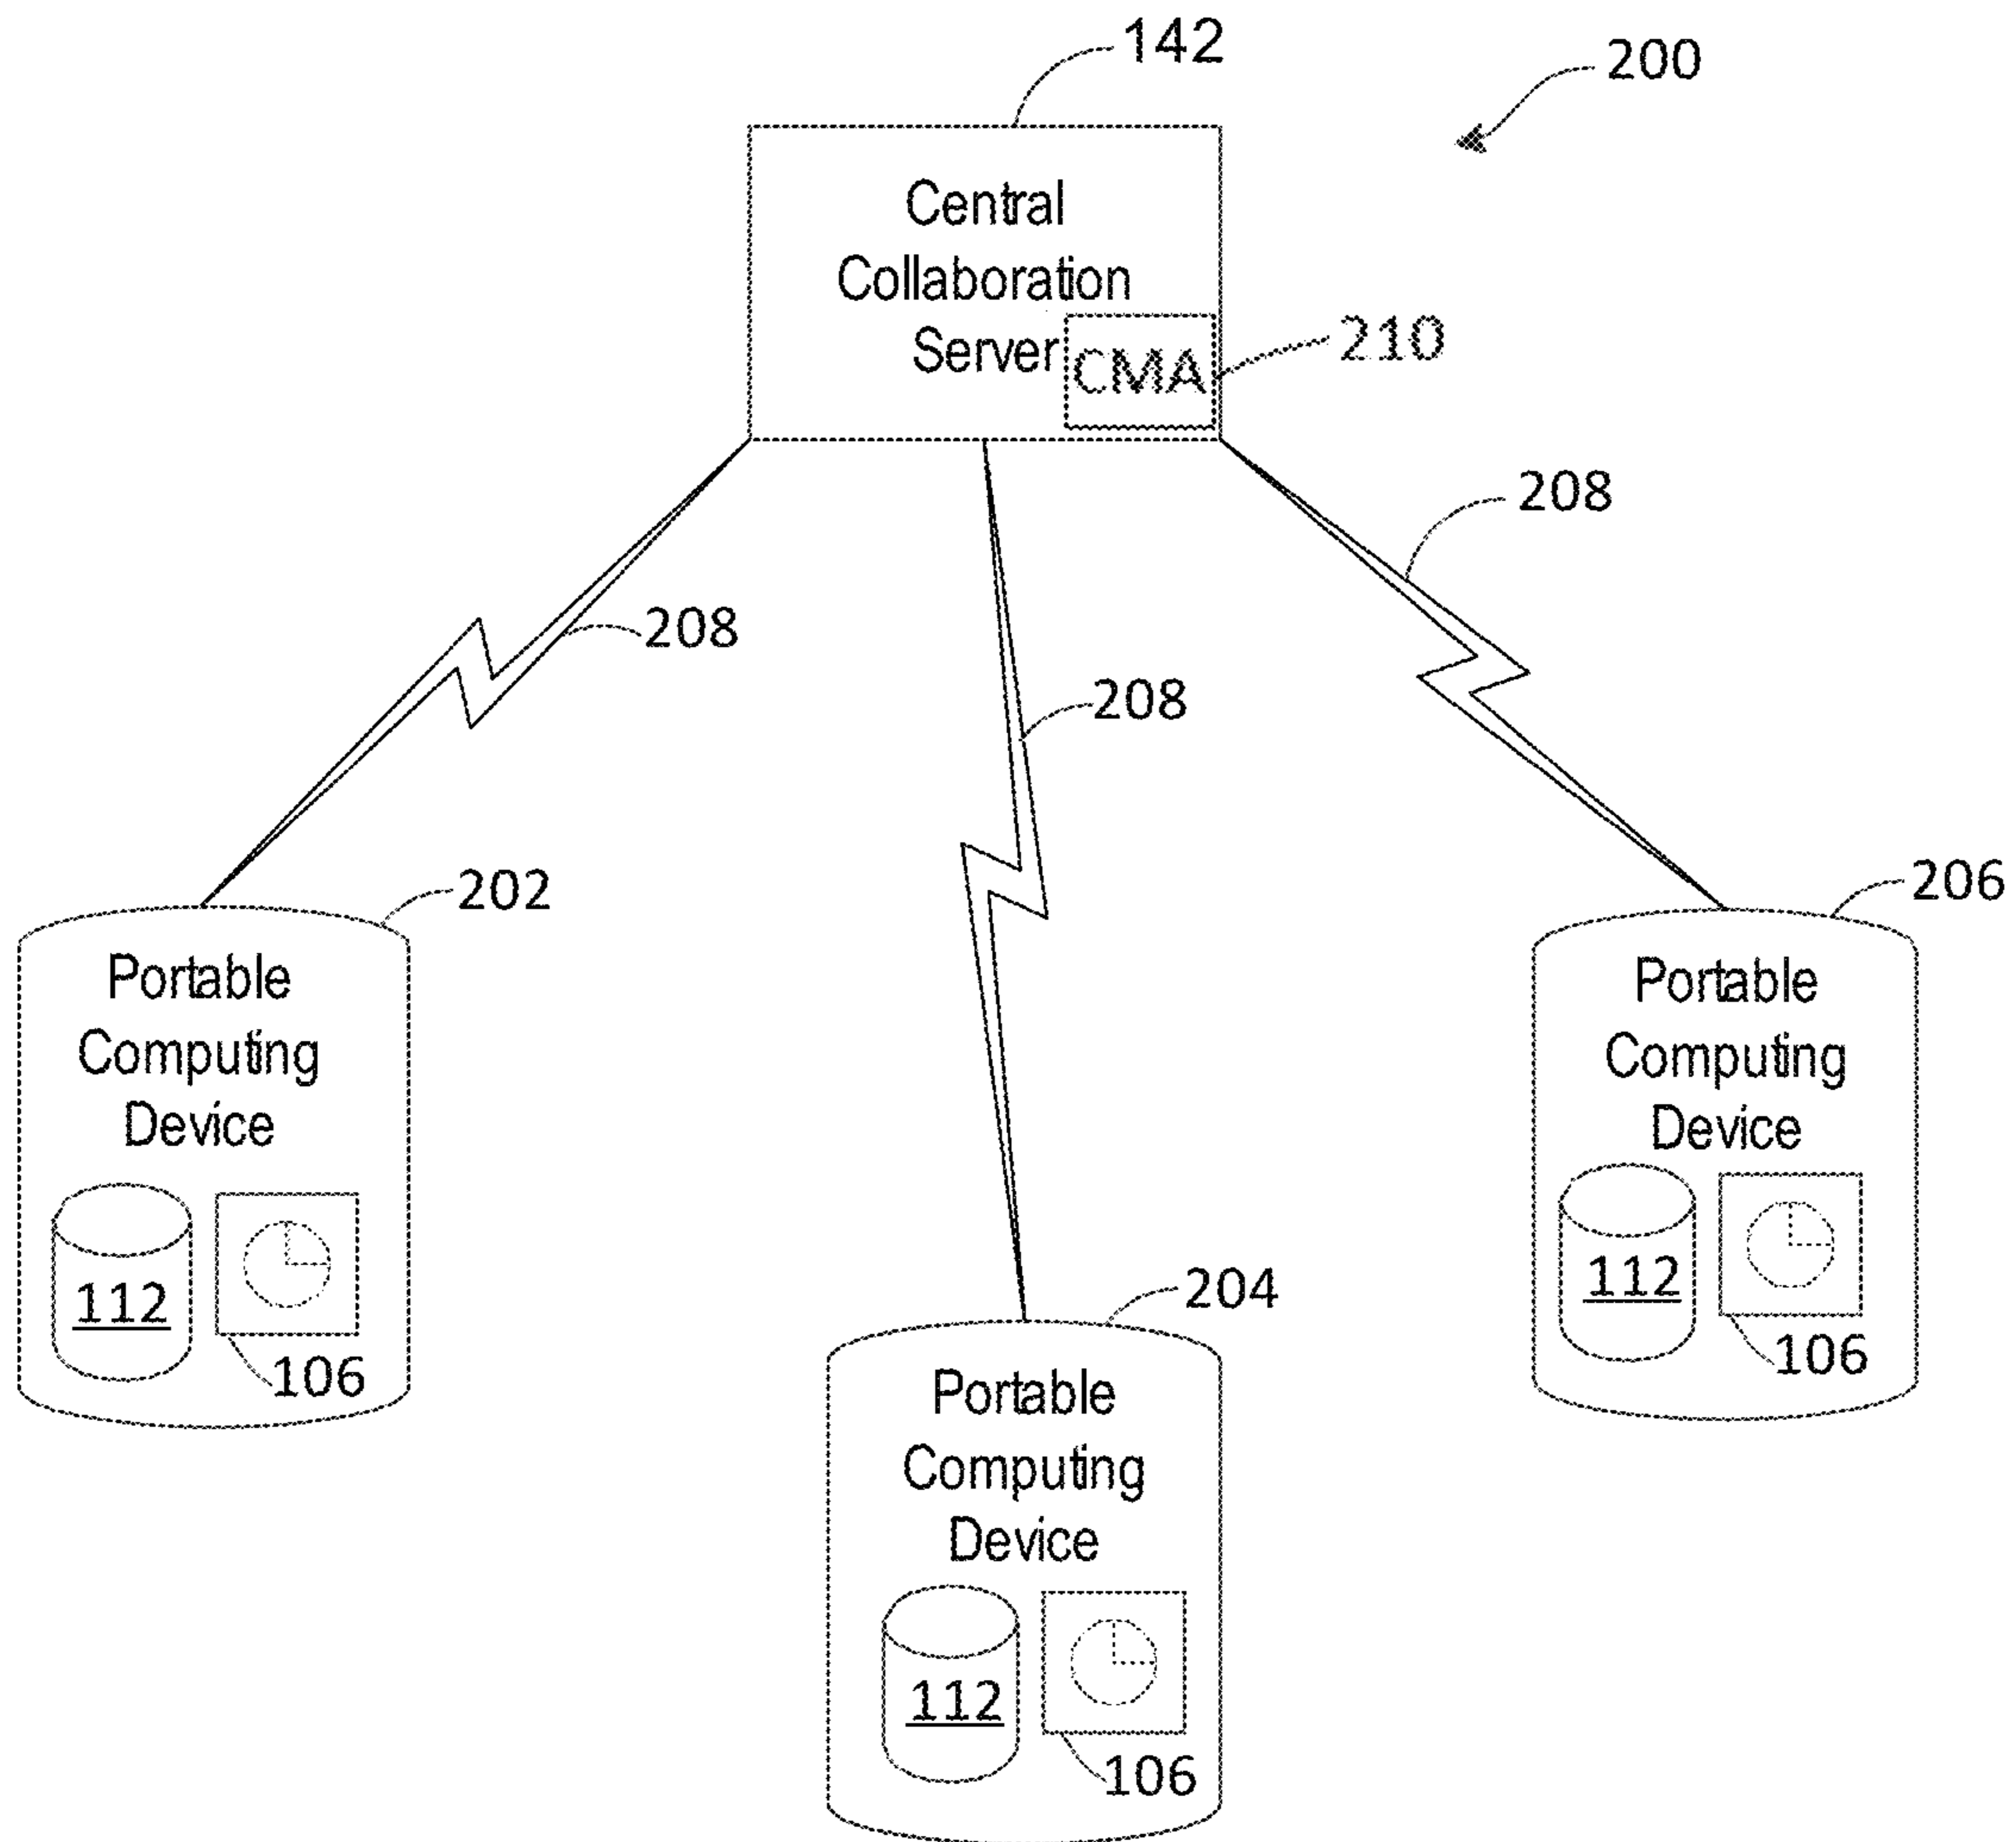 142
200
Central
Collaboration
Server
CMA
210
208
208
208
202
206
Portable
Computing
Device
112
106
Portable
Computing
Device
112
106
204
Portable
Computing
Device
112
106